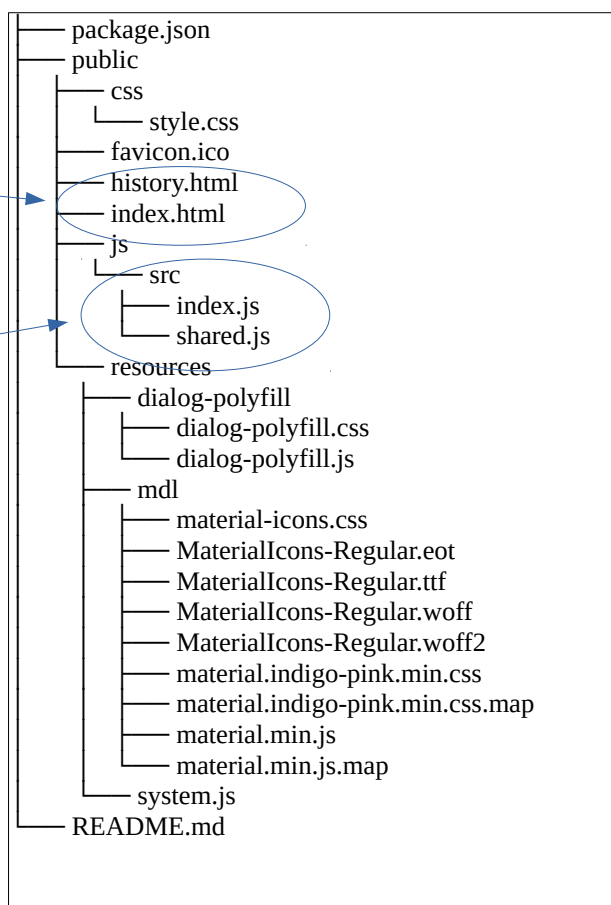 package.json
public
css
style.css
favicon.ico
history.html
index.html
js
src
index.js
shared.js
resources
dialog-polyfill
dialog-polyfill.css
dialog-polyfill.js
mdl
material-icons.css
MaterialIcons-Regular.eot
MaterialIcons-Regular.ttf
MaterialIcons-Regular.woff
MaterialIcons-Regular.woff2
material.indigo-pink.min.css
material.indigo-pink.min.css.map
material.min.js
material.min.js.map
system.js
README.md